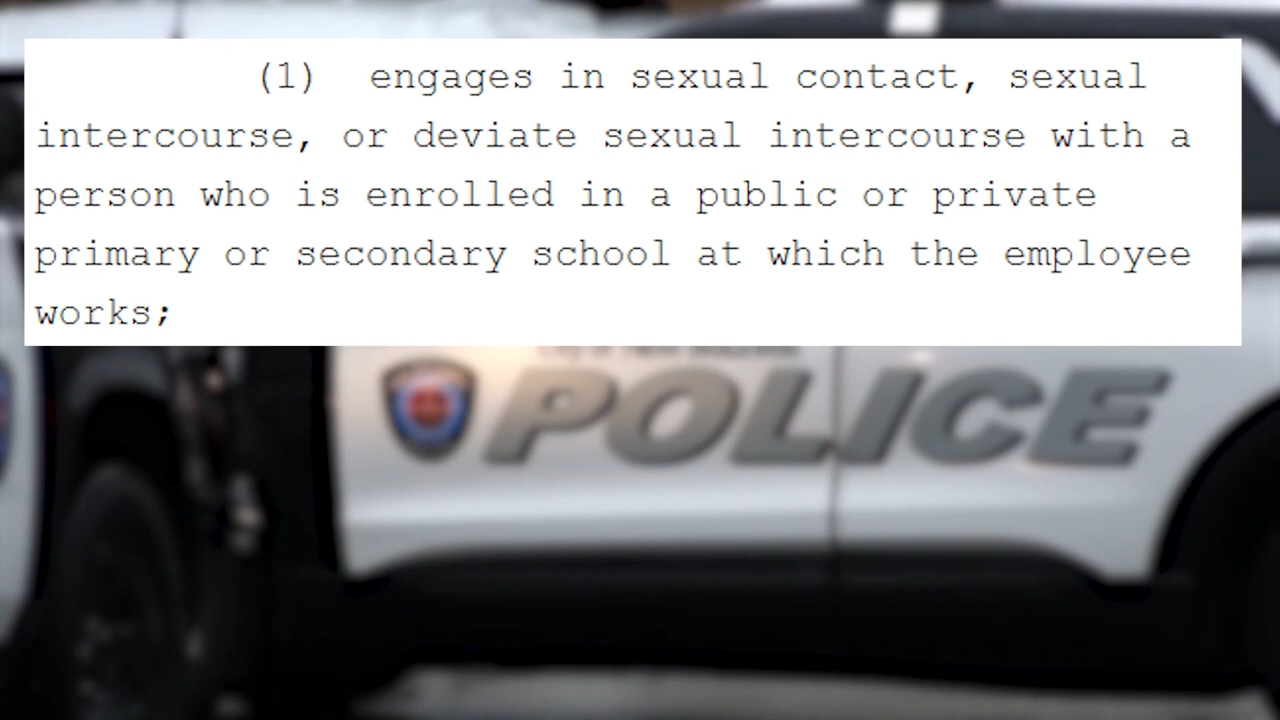 (1) engages in sexual contact, sexual
intercourse, or deviate sexual intercourse with a
person who is enrolled in a public or private
primary or secondary school at which the employee
works;
POLICE